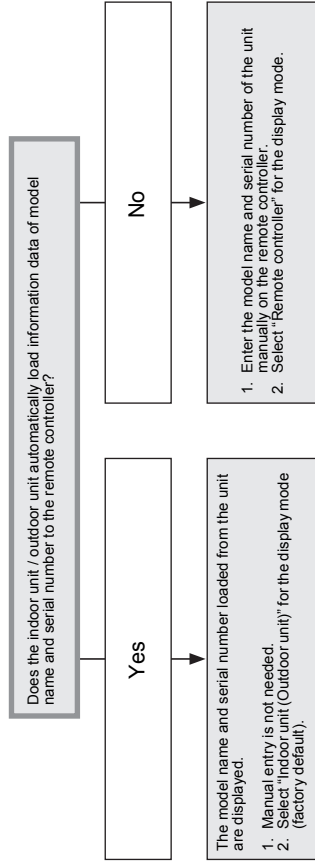 Does the indoor unit / outdoor unit automatically load information data of model
name and serial number to the remote controller?
Yes
The model name and serial number loaded from the unit
are displayed.
1. Manual entry is not needed.
2. Select “Indoor unit (Outdoor unit)” for the display mode
(factory default).
No
1. Enter the model name and serial number of the unit
manually on the remote controller.
2. Select “Remote controller” for the display mode.